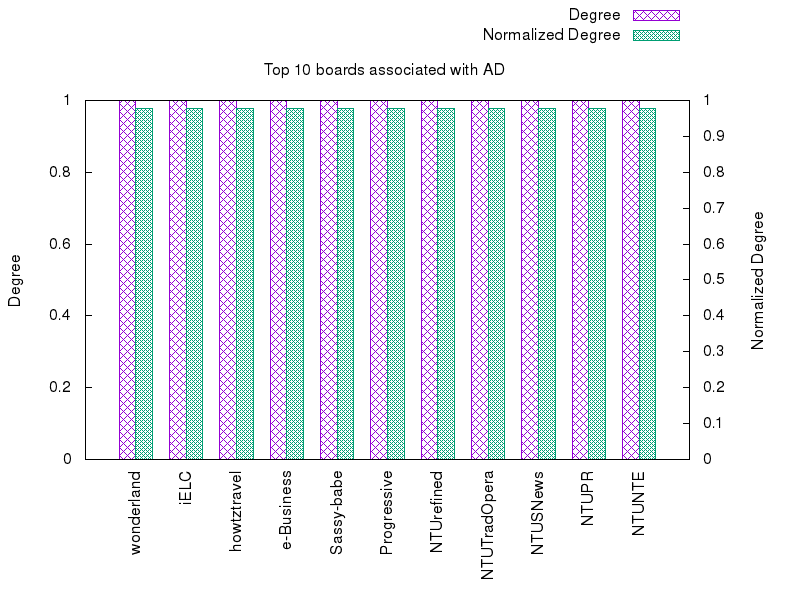 Degree
Normalized Degree
Top 10 boards associated with AD
1
0.8
0.6
0.4
0.2
0
Degree
1
0.9
0.8
0.7
0.6
0.5
0.4
0.3
0.2
0.1
0
Normalized Degree
wonderland
iELC
howtztravel
e-Business
Sassy-babe
Progressive
NTUrefined
NTUTradOpera
NTUSNews
NTUPR
NTUNTE